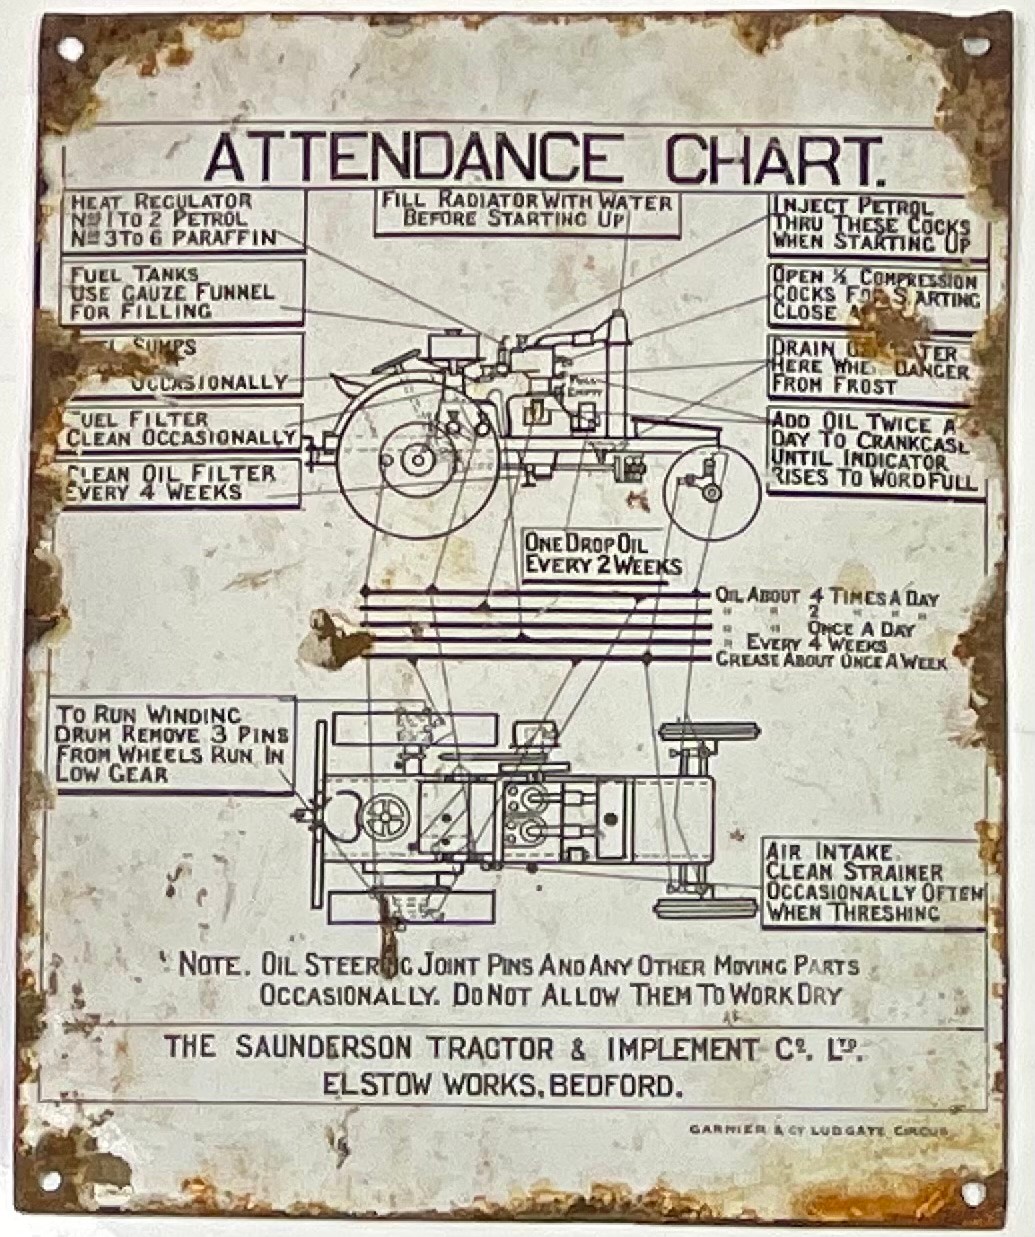 ATTENDANCE CHART.
HEAT REGULATOR
Nos 1 TO 2 PETROL
Nos 3 TO 6 PARAFFIN
FILL RADIATOR WITH WATER
BEFORE STARTING UP
INJECT PETROL
THRU THESE COCKS
WHEN STARTING UP
FUEL TANKS
USE GAUZE FUNNEL
FOR FILLING
OPEN ½ COMPRESSION
COCKS FOR STARTING
CLOSE
SUMPS
OCCASIONALLY
DRAIN
HERE WHEN DANGER
FROM FROST
FUEL FILTER
CLEAN OCCASIONALLY
CLEAN OIL FILTER
EVERY 4 WEEKS
ADD OIL TWICE A
DAY TO CRANKCASE
UNTIL INDICATOR
RISES TO WORD FULL
FULL
EMPTY
ONE DROP OIL
EVERY 2 WEEKS
OIL ABOUT 4 TIMES A DAY
" " 2 " " "
" " ONCE A DAY
" EVERY 4 WEEKS
GREASE ABOUT ONCE A WEEK
TO RUN WINDING
DRUM REMOVE 3 PINS
FROM WHEELS RUN IN
LOW GEAR
AIR INTAKE.
CLEAN STRAINER
OCCASIONALLY OFTEN
WHEN THRESHING
NOTE. OIL STEERING JOINT PINS AND ANY OTHER MOVING PARTS
OCCASIONALLY. DO NOT ALLOW THEM TO WORK DRY
THE SAUNDERSON TRACTOR & IMPLEMENT Co. LTD.
ELSTOW WORKS, BEDFORD.
GARNIER & Cy LUDGATE CIRCUS